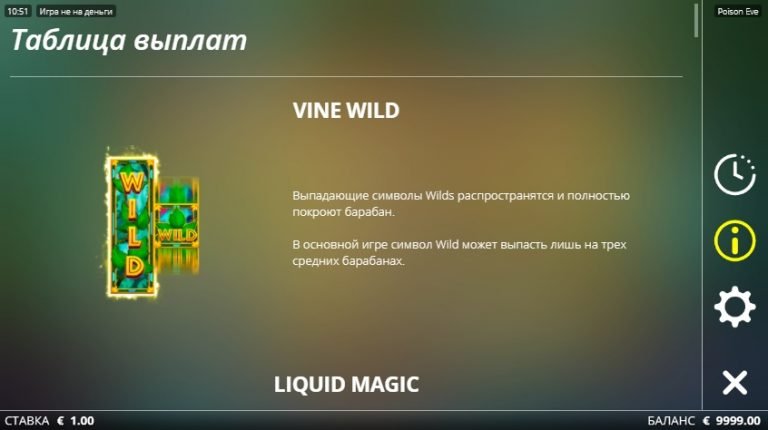 10:51 Игра не на деньги Poison Eve
Таблица выплат
VINE WILD
WILD
WILD
Выпадающие символы Wilds распространятся и полностью
покроют барабан.
В основной игре символ Wild может выпасть лишь на трех
средних барабанах.
LIQUID MAGIC
СТАВКА € 1.00 БАЛАНС € 9999.00